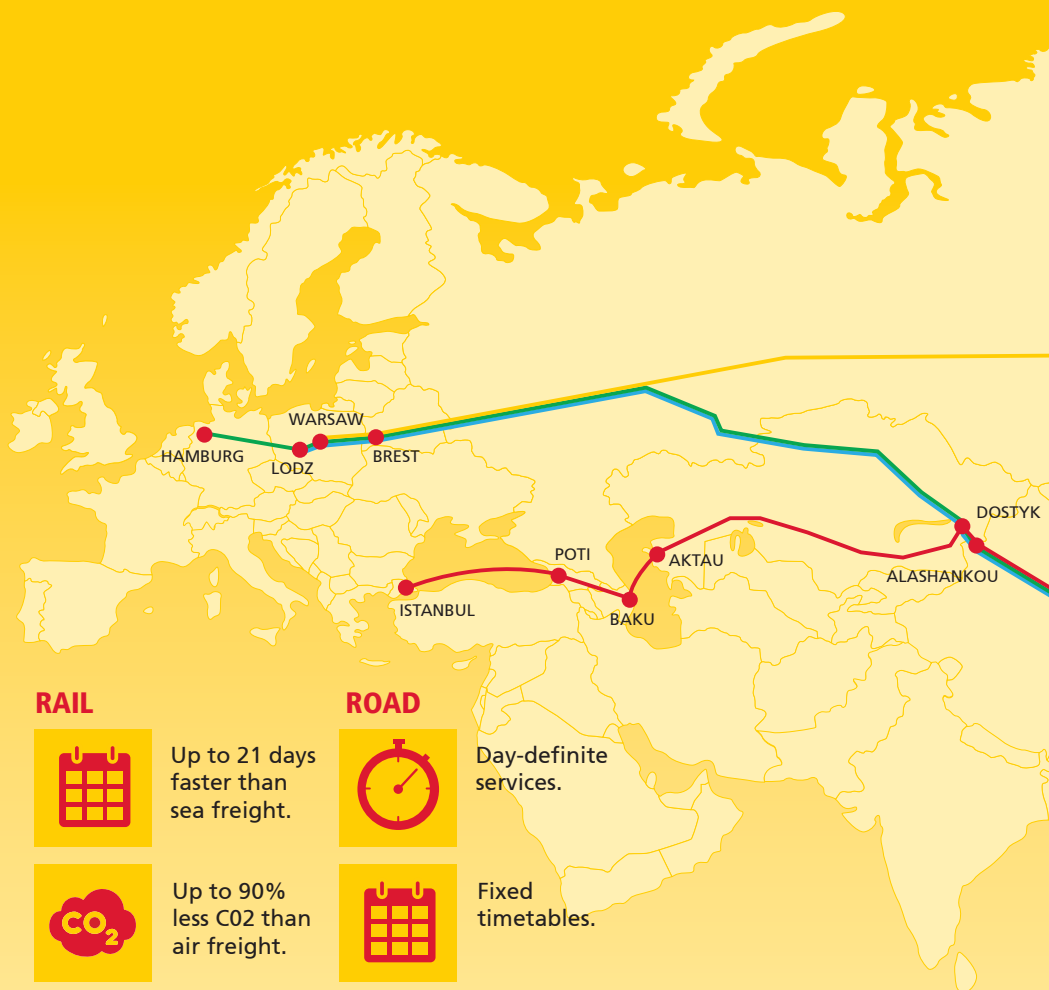 WARSAW
HAMBURG
LODZ
BREST
DOSTYK
POTI
AKTAU
ALASHANKOU
ISTANBUL
BAKU
RAIL
Up to 21 days
faster than
sea freight.
CO2
Up to 90%
less C02 than
air freight.
ROAD
Day-definite
services.
Fixed
timetables.